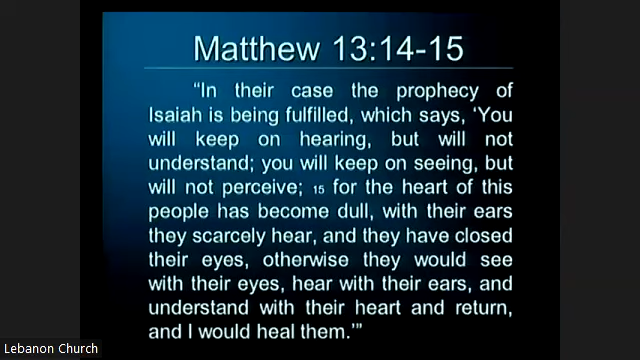 Matthew 13:14-15
“In their case the prophecy of
Isaiah is being fulfilled, which says, ‘You
will keep on hearing, but will not
understand; you will keep on seeing, but
will not perceive; 15 for the heart of this
people has become dull, with their ears
they scarcely hear, and they have closed
their eyes, otherwise they would see
with their eyes, hear with their ears, and
understand with their heart and return,
and I would heal them.’”
Lebanon Church